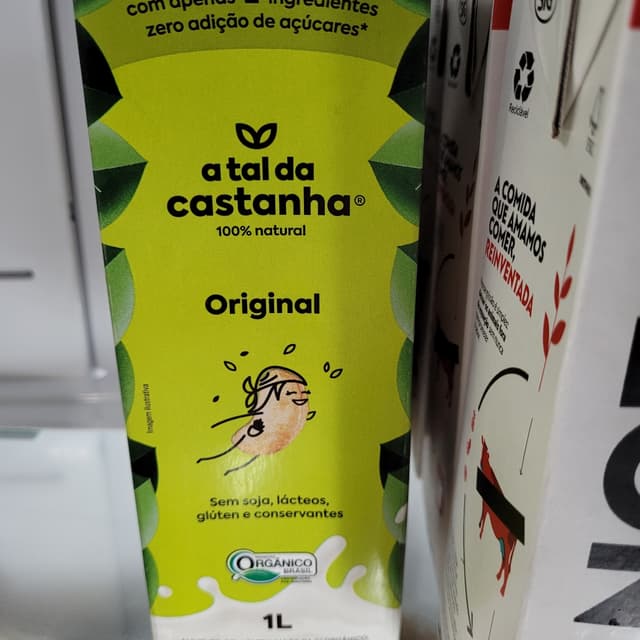 com apenas 2 ingredientes
zero adição de açúcares*
a tal da
castanha®
100% natural
Original
Imagem ilustrativa
Sem soja, lácteos,
glúten e conservantes
ORGÂNICO
BRASIL
1L
Reciclável
A COMIDA
QUE AMAMOS
COMER,
REINVENTADA